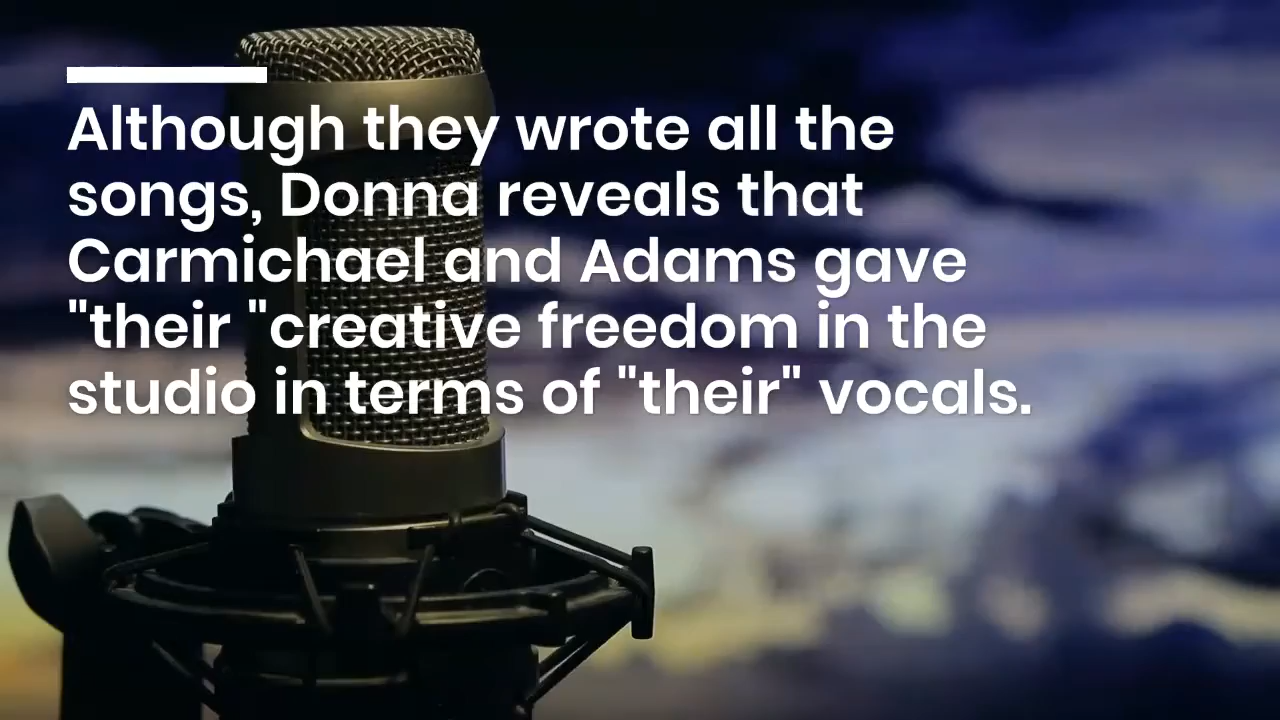 Although they wrote all the
songs, Donna reveals that
Carmichael and Adams gave
"their "creative freedom in the
studio in terms of "their" vocals.